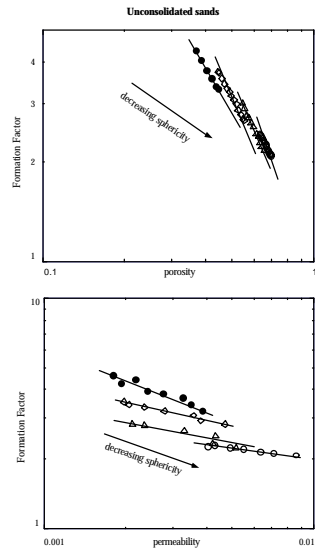 Unconsolidated sands
4
3
2
1
Formation Factor
decreasing sphericity
0.1
porosity
1
10
1
Formation Factor
decreasing sphericity
0.001
permeability
0.01